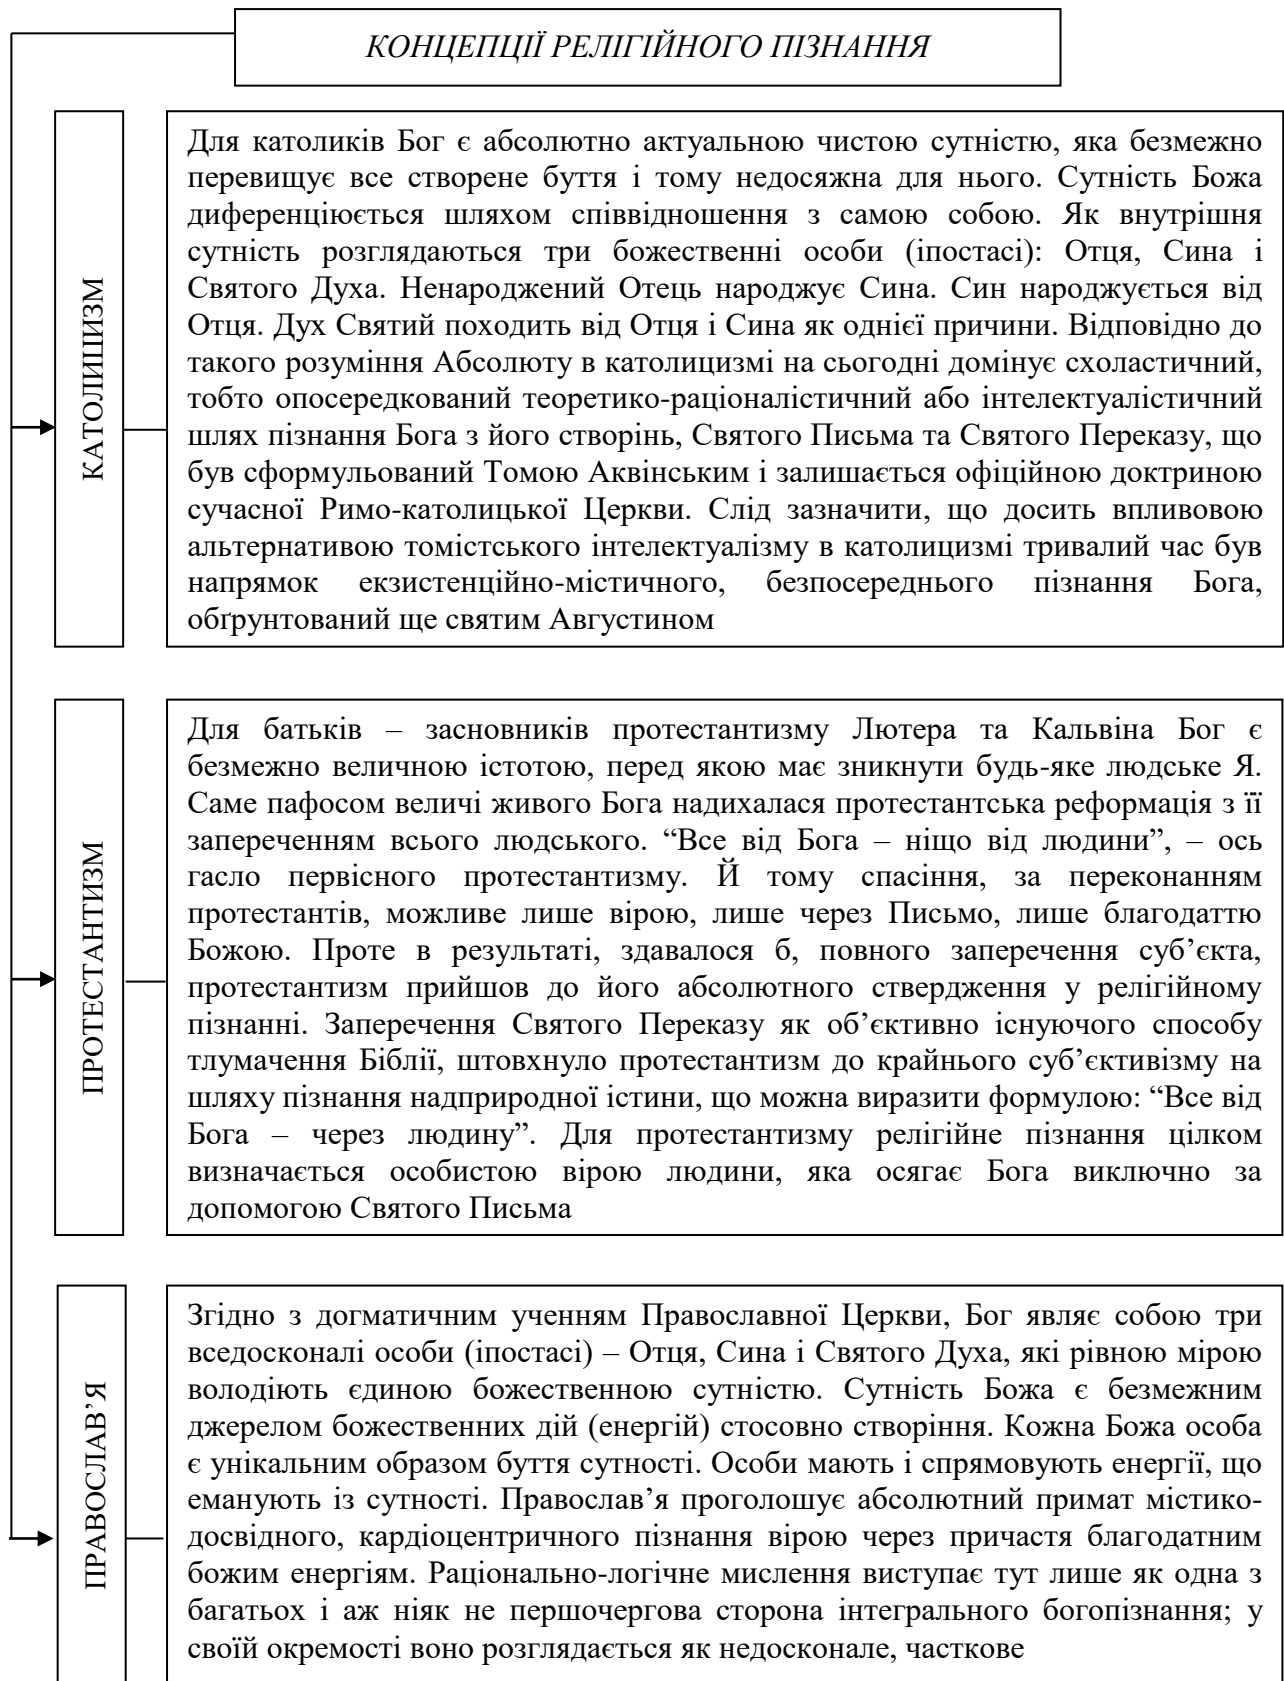 КОНЦЕПЦІЇ РЕЛІГІЙНОГО ПІЗНАННЯ
КАТОЛИЦИЗМ
Для католиків Бог є абсолютно актуальною чистою сутністю, яка безмежно
перевищує все створене буття і тому недосяжна для нього. Сутність Божа
диференціюється шляхом співвідношення з самою собою. Як внутрішня
сутність розглядаються три божественні особи (іпостасі): Отця, Сина і
Святого Духа. Ненароджений Отець народжує Сина. Син народжується від
Отця. Дух Святий походить від Отця і Сина як однієї причини. Відповідно до
такого розуміння Абсолюту в католицизмі на сьогодні домінує схоластичний,
тобто опосередкований теоретико-раціоналістичний або інтелектуалістичний
шлях пізнання Бога з його створінь, Святого Письма та Святого Переказу, що
був сформульований Томою Аквінським і залишається офіційною доктриною
сучасної Римо-католицької Церкви. Слід зазначити, що досить впливовою
альтернативою томістського інтелектуалізму в католицизмі тривалий час був
напрямок екзистенційно-містичного, безпосереднього пізнання Бога,
обґрунтований ще святим Августином
ПРОТЕСТАНТИЗМ
Для батьків – засновників протестантизму Лютера та Кальвіна Бог є
безмежно величною істотою, перед якою має зникнути будь-яке людське Я.
Саме пафосом величі живого Бога надихалася протестантська реформація з її
запереченням всього людського. “Все від Бога – ніщо від людини”, – ось
гасло первісного протестантизму. Й тому спасіння, за переконанням
протестантів, можливе лише вірою, лише через Письмо, лише благодаттю
Божою. Проте в результаті, здавалося б, повного заперечення суб’єкта,
протестантизм прийшов до його абсолютного ствердження у релігійному
пізнанні. Заперечення Святого Переказу як об’єктивно існуючого способу
тлумачення Біблії, штовхнуло протестантизм до крайнього суб’єктивізму на
шляху пізнання надприродної істини, що можна виразити формулою: “Все від
Бога – через людину”. Для протестантизму релігійне пізнання цілком
визначається особистою вірою людини, яка осягає Бога виключно за
допомогою Святого Письма
ПРАВОСЛАВ’Я
Згідно з догматичним ученням Православної Церкви, Бог являє собою три
вседосконалі особи (іпостасі) – Отця, Сина і Святого Духа, які рівною мірою
володіють єдиною божественною сутністю. Сутність Божа є безмежним
джерелом божественних дій (енергій) стосовно створіння. Кожна Божа особа
є унікальним образом буття сутності. Особи мають і спрямовують енергії, що
еманують із сутності. Православ’я проголошує абсолютний примат містико-
досвідного, кардіоцентричного пізнання вірою через причастя благодатним
божим енергіям. Раціонально-логічне мислення виступає тут лише як одна з
багатьох і аж ніяк не першочергова сторона інтегрального богопізнання; у
своїй окремості воно розглядається як недосконале, часткове